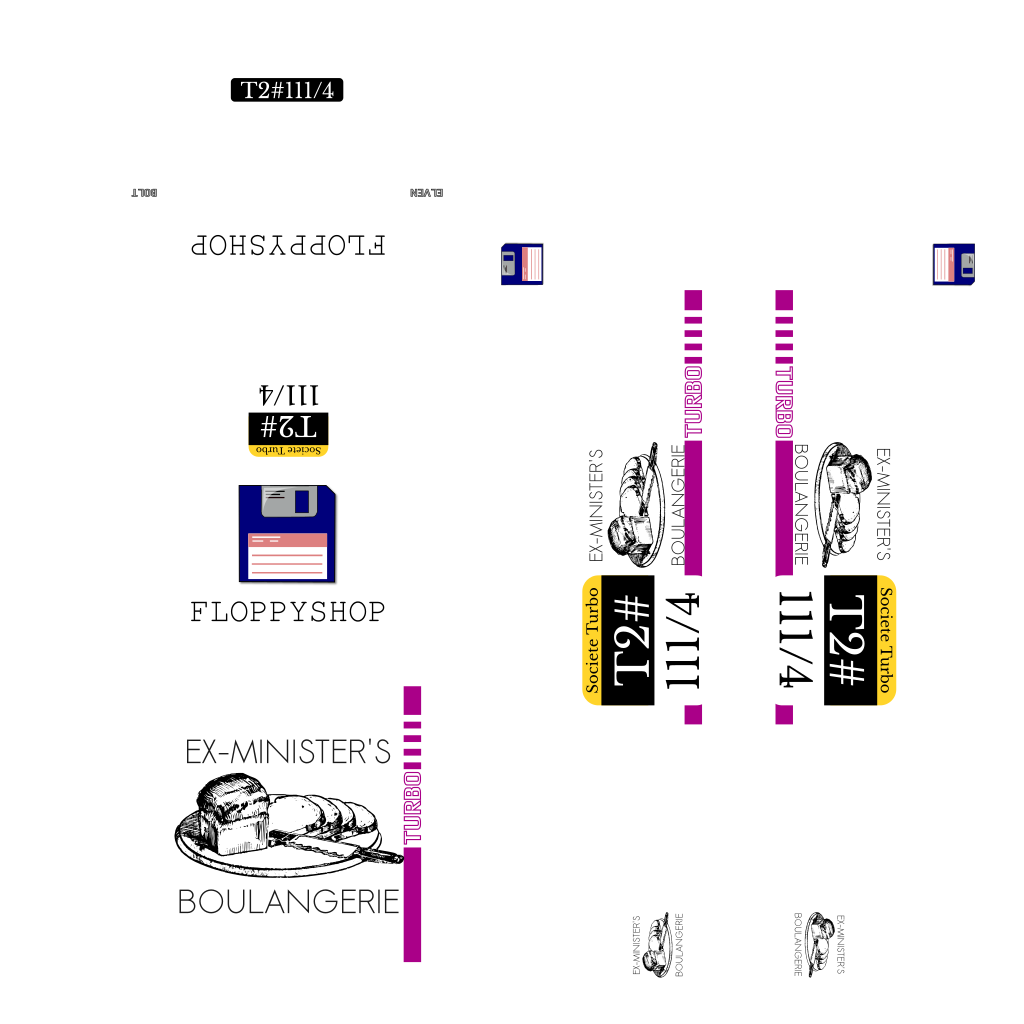 T2#111/4
BOLT
ELVEN
FLOPPYSHOP
111/4
T2#
Societe Turbo
FLOPPYSHOP
EX-MINISTER'S
BOULANGERIE
TURBO
TURBO
EX-MINISTER'S
BOULANGERIE
Societe Turbo
T2#
111/4
TURBO
BOULANGERIE
EX-MINISTER'S
111/4
T2#
Societe Turbo
EX-MINISTER'S
BOULANGERIE
BOULANGERIE
EX-MINISTER'S